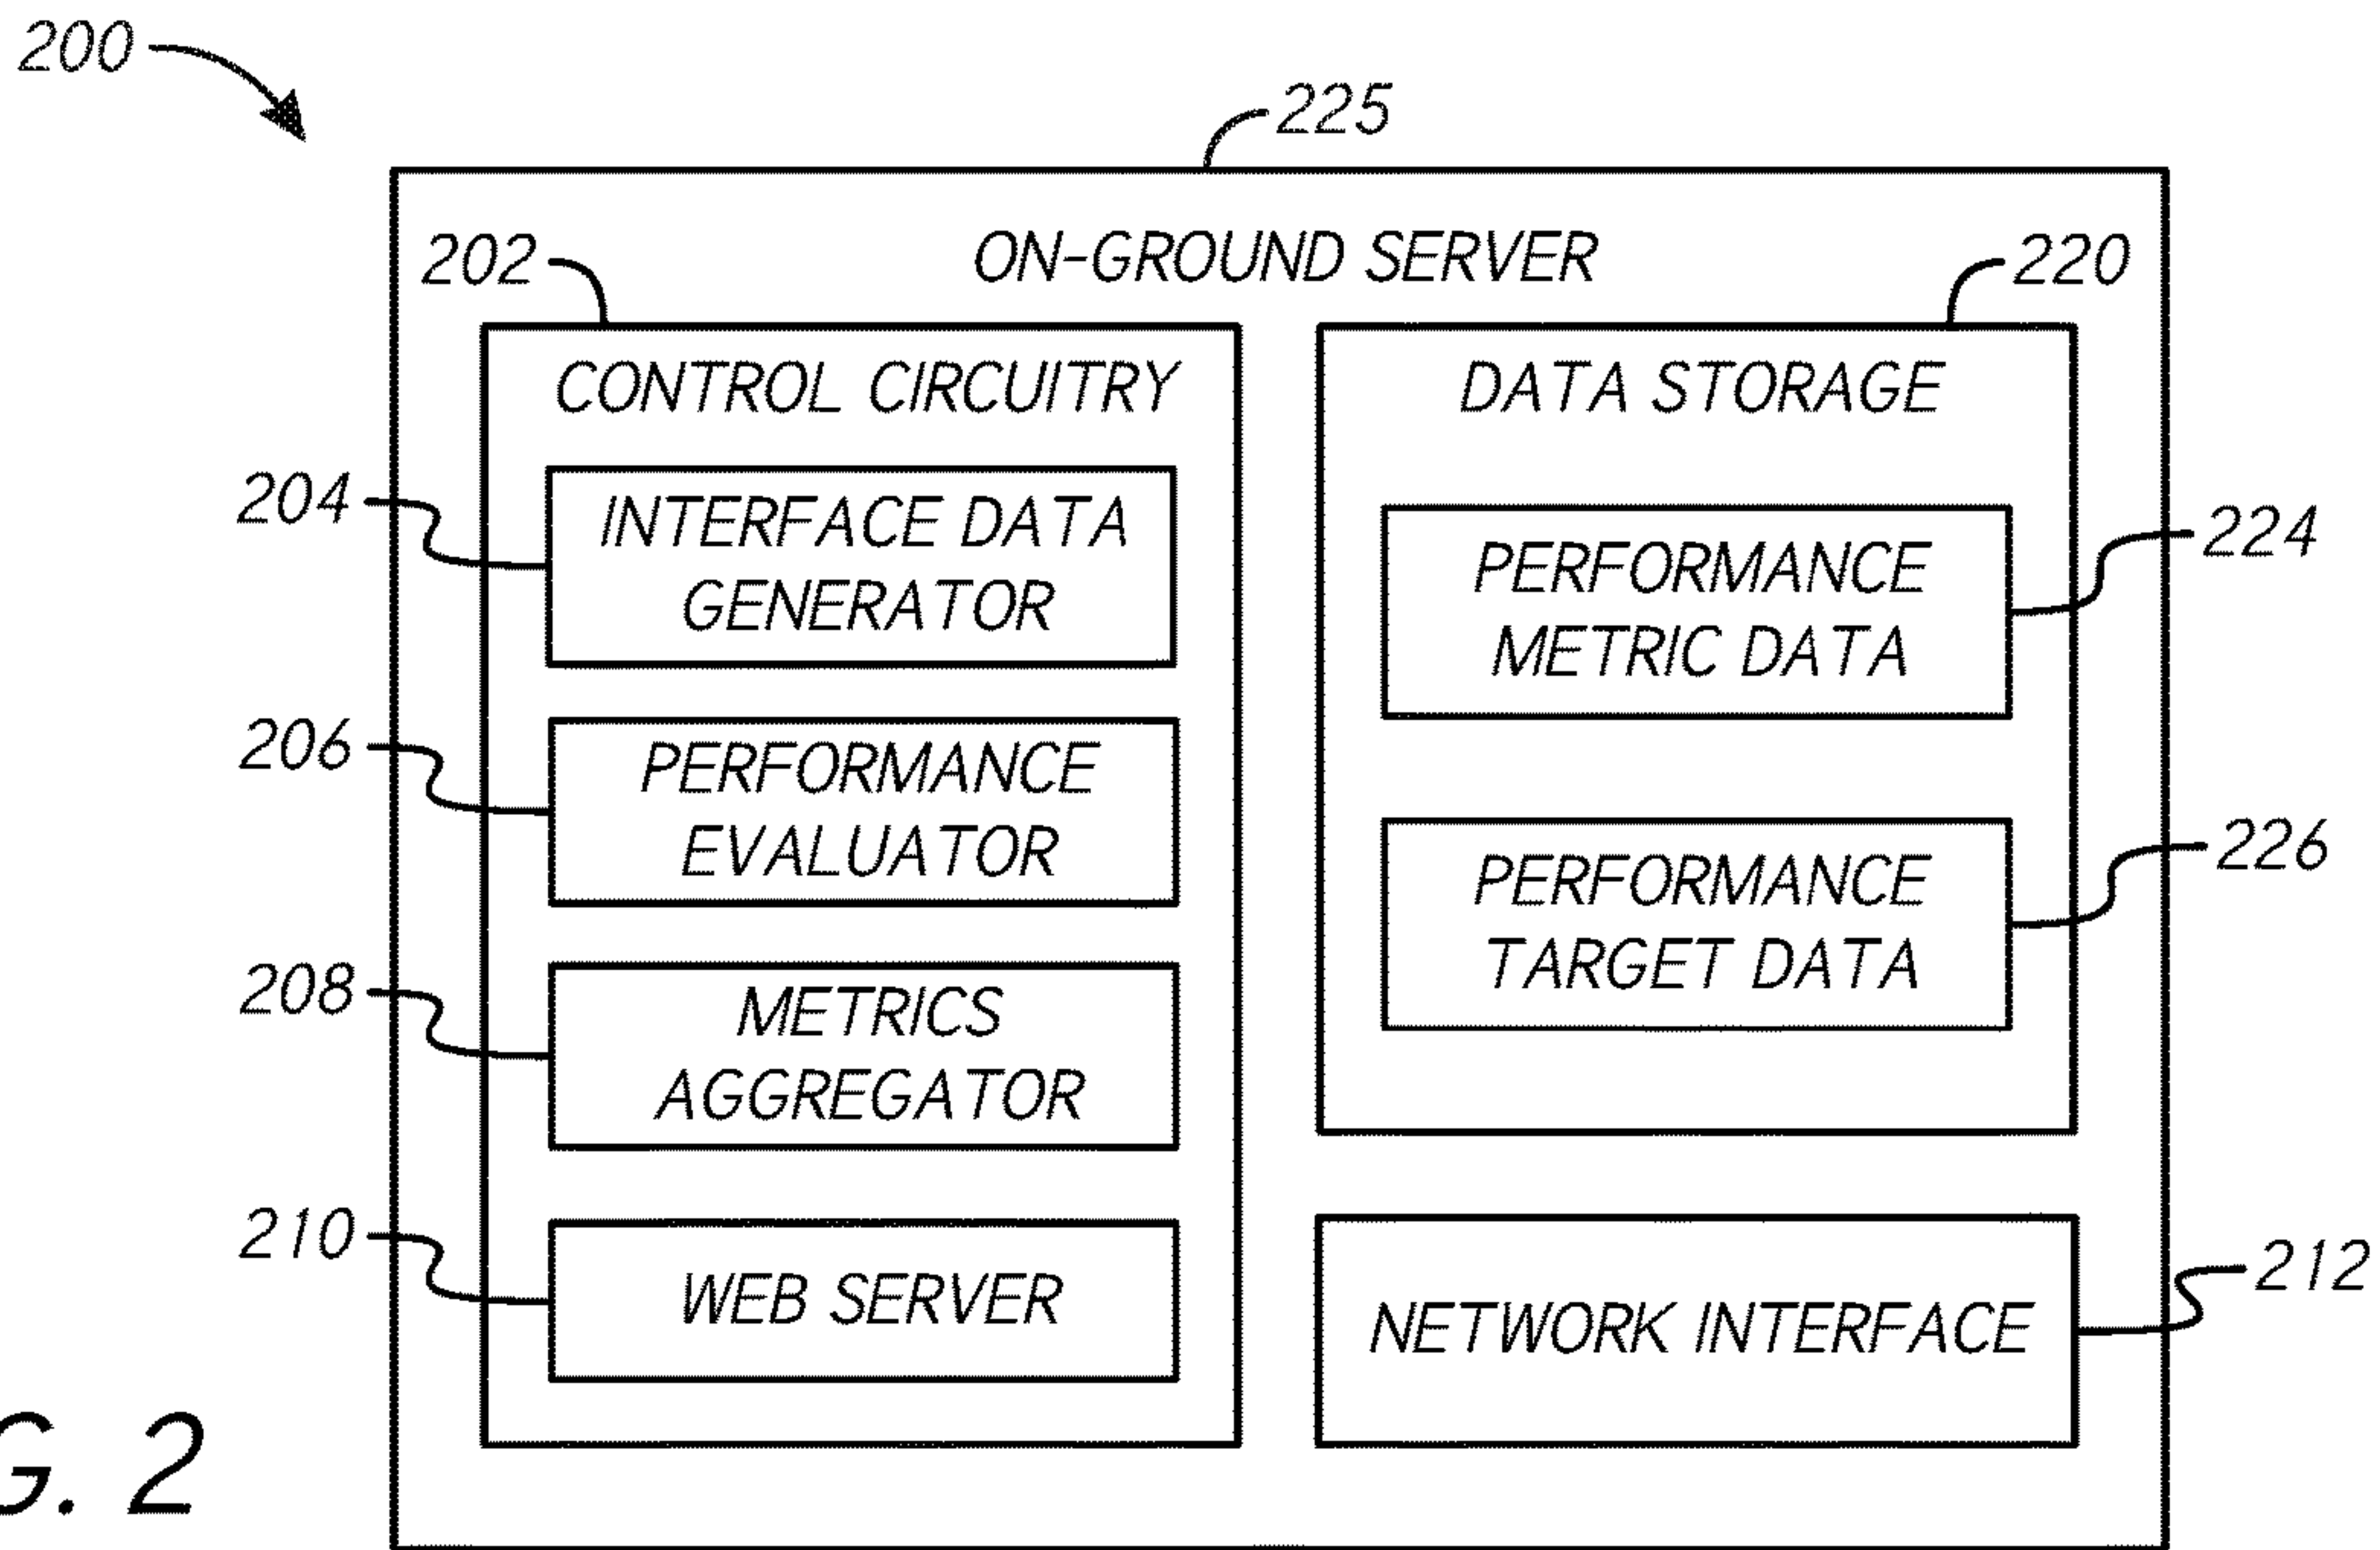 200
225
ON-GROUND SERVER
202
220
CONTROL CIRCUITRY
DATA STORAGE
204
INTERFACE DATA
GENERATOR
224
PERFORMANCE
METRIC DATA
206
PERFORMANCE
EVALUATOR
226
PERFORMANCE
TARGET DATA
208
METRICS
AGGREGATOR
210
WEB SERVER
212
NETWORK INTERFACE
G. 2